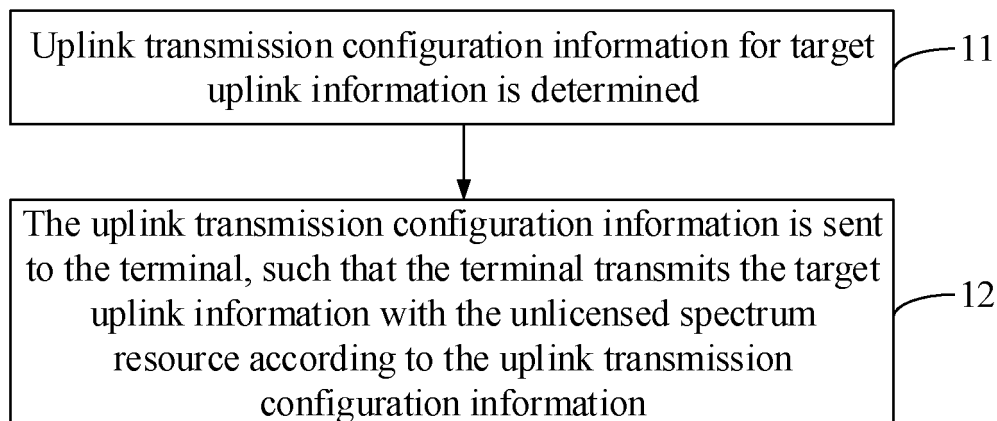 Uplink transmission configuration information for target
uplink information is determined
11
The uplink transmission configuration information is sent
to the terminal, such that the terminal transmits the target
uplink information with the unlicensed spectrum
resource according to the uplink transmission
configuration information
12